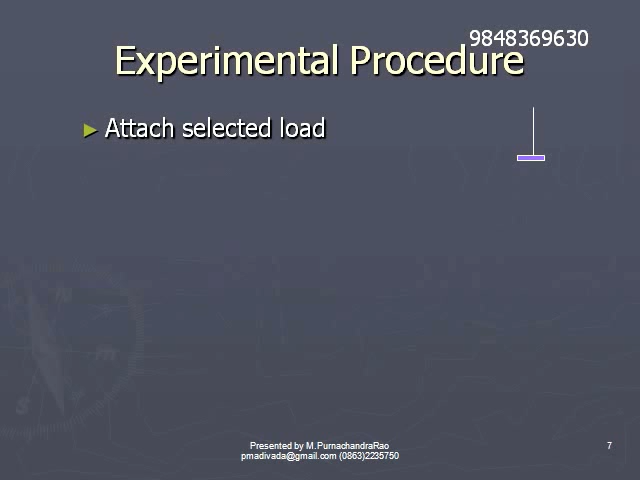 9848369630
Experimental Procedure
► Attach selected load
Presented by M.PurnachandraRao
pmadivada@gmail.com (0863)2235750
7